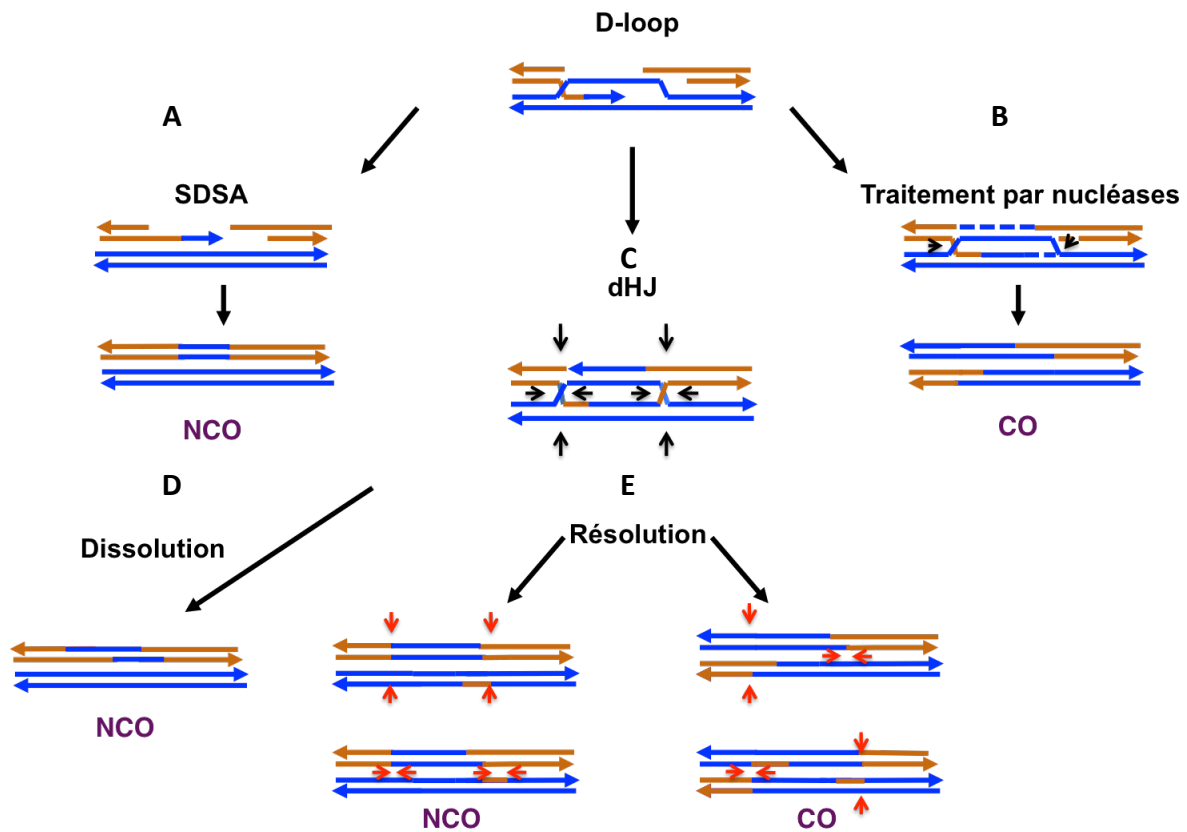 D-loop
A
B
SDSA
Traitement par nucléases
C
dHJ
NCO
CO
D
E
Dissolution
Résolution
NCO
NCO
CO